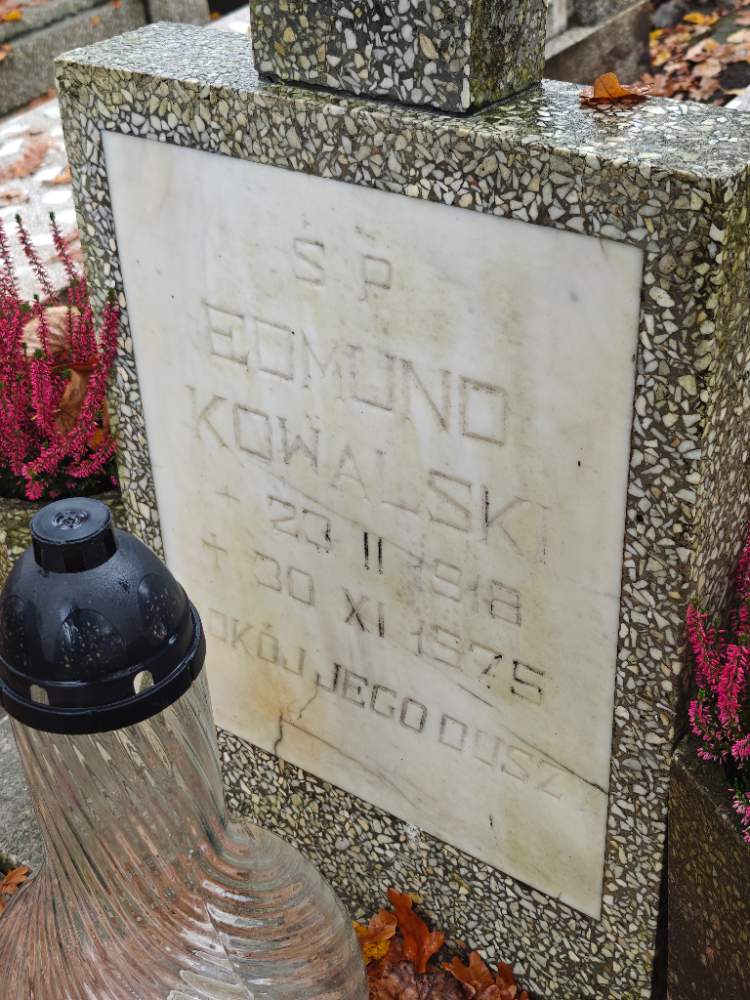 Ś P
EDMUND
KOWALSKI
+ 23 II 1918
✝ 30 XI 1975
OKÓJ JEGO DUSZ